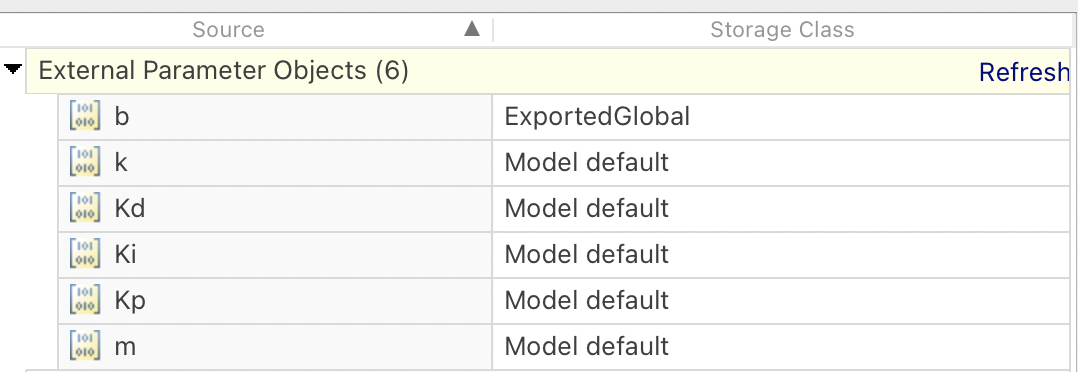 Source ▲ Storage Class
External Parameter Objects (6) Refresh
b ExportedGlobal
k Model default
Kd Model default
Ki Model default
Kp Model default
m Model default